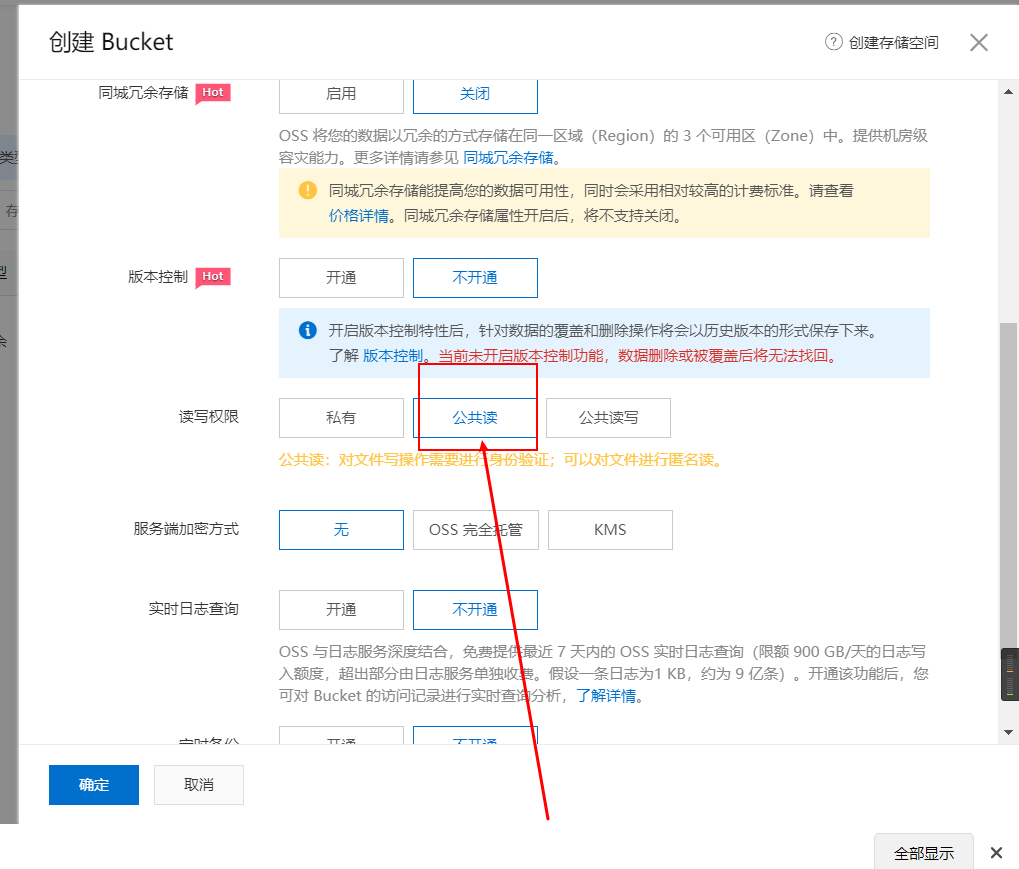 创建 Bucket
? 创建存储空间
同城冗余存储 Hot 启用 关闭
OSS 将您的数据以冗余的方式存储在同一区域（Region）的 3 个可用区（Zone）中。提供机房级
容灾能力。更多详情请参见 同城冗余存储。
同城冗余存储能提高您的数据可用性，同时会采用相对较高的计费标准。请查看
价格详情。同城冗余存储属性开启后，将不支持关闭。
版本控制 Hot 开通 不开通
开启版本控制特性后，针对数据的覆盖和删除操作将会以历史版本的形式保存下来。
了解 版本控制。当前未开启版本控制功能，数据删除或被覆盖后将无法找回。
读写权限 私有 公共读 公共读写
公共读：对文件写操作需要进行身份验证；可以对文件进行匿名读。
服务端加密方式 无 OSS 完全托管 KMS
实时日志查询 开通 不开通
OSS 与日志服务深度结合，免费提供最近 7 天内的 OSS 实时日志查询（限额 900 GB/天的日志写
入额度，超出部分由日志服务单独收费。假设一条日志为1 KB，约为 9 亿条）。开通该功能后，您
可对 Bucket 的访问记录进行实时查询分析，了解详情。
定时备份 开通 不开通
确定 取消
全部显示